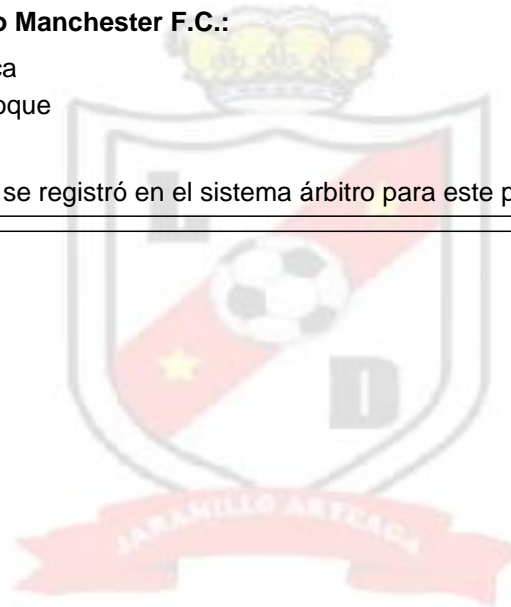 o Manchester F.C.:
ca
oque
se registró en el sistema árbitro para este p
L
D
JARAMILLO ARTEAGA